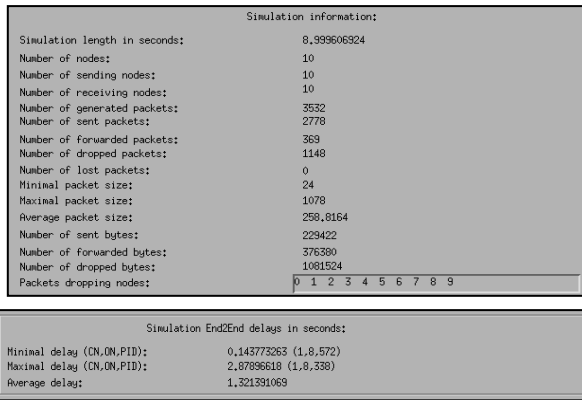 Simulation information:
Simulation length in seconds: 8.999606924
Number of nodes: 10
Number of sending nodes: 10
Number of receiving nodes: 10
Number of generated packets: 3532
Number of sent packets: 2778
Number of forwarded packets: 369
Number of dropped packets: 1148
Number of lost packets: 0
Minimal packet size: 24
Maximal packet size: 1078
Average packet size: 258.8164
Number of sent bytes: 229422
Number of forwarded bytes: 376380
Number of dropped bytes: 1081524
Packets dropping nodes: 0 1 2 3 4 5 6 7 8 9
Simulation End2End delays in seconds:
Minimal delay (CN,ON,PID): 0.143773263 (1,8,572)
Maximal delay (CN,ON,PID): 2.87896618 (1,8,338)
Average delay: 1.321391069